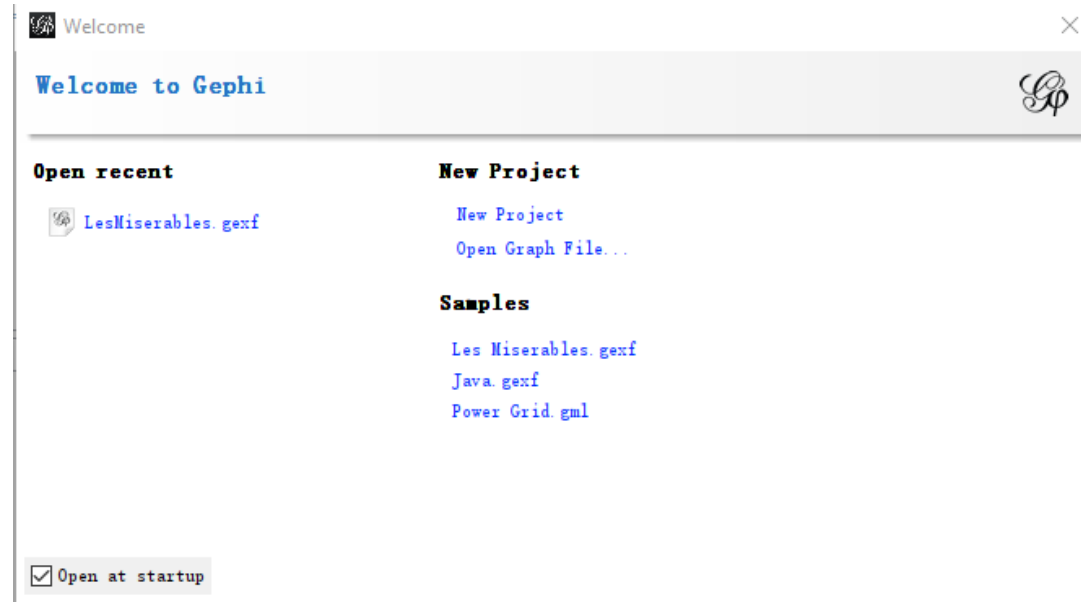 Welcome
Welcome to Gephi
Open recent
LesMiserables.gexf
New Project
New Project
Open Graph File...
Samples
Les Miserables.gexf
Java.gexf
Power Grid.gml
Open at startup